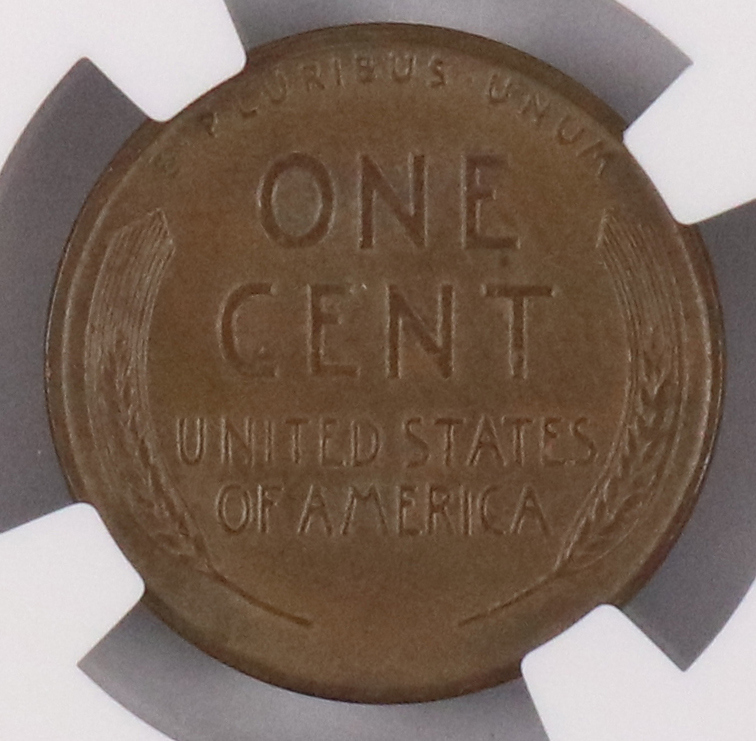 E · PLURIBUS · UNUM
ONE
CENT
UNITED STATES
OF AMERICA